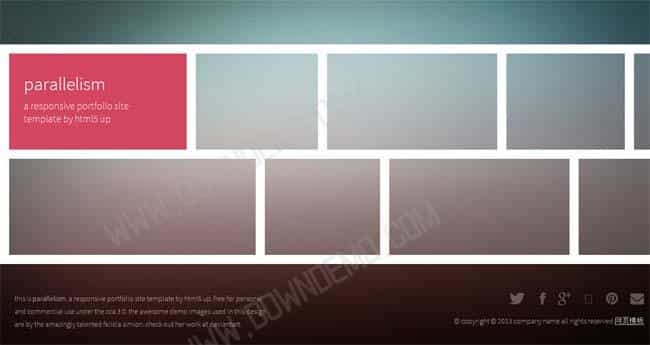 parallelism
a responsive portfolio site
template by html5 up
this is parallelism, a responsive portfolio site template by html5 up. free for personal
and commercial use under the cca 3.0. the awesome demo images used in this design
are by the amazingly talented felicia simion. check out her work at deviantart.
© copyright © 2013 company name all rights reserved.网页模板
WWW.DOWNDEMO.COM
WWW.DOWNDEMO.COM